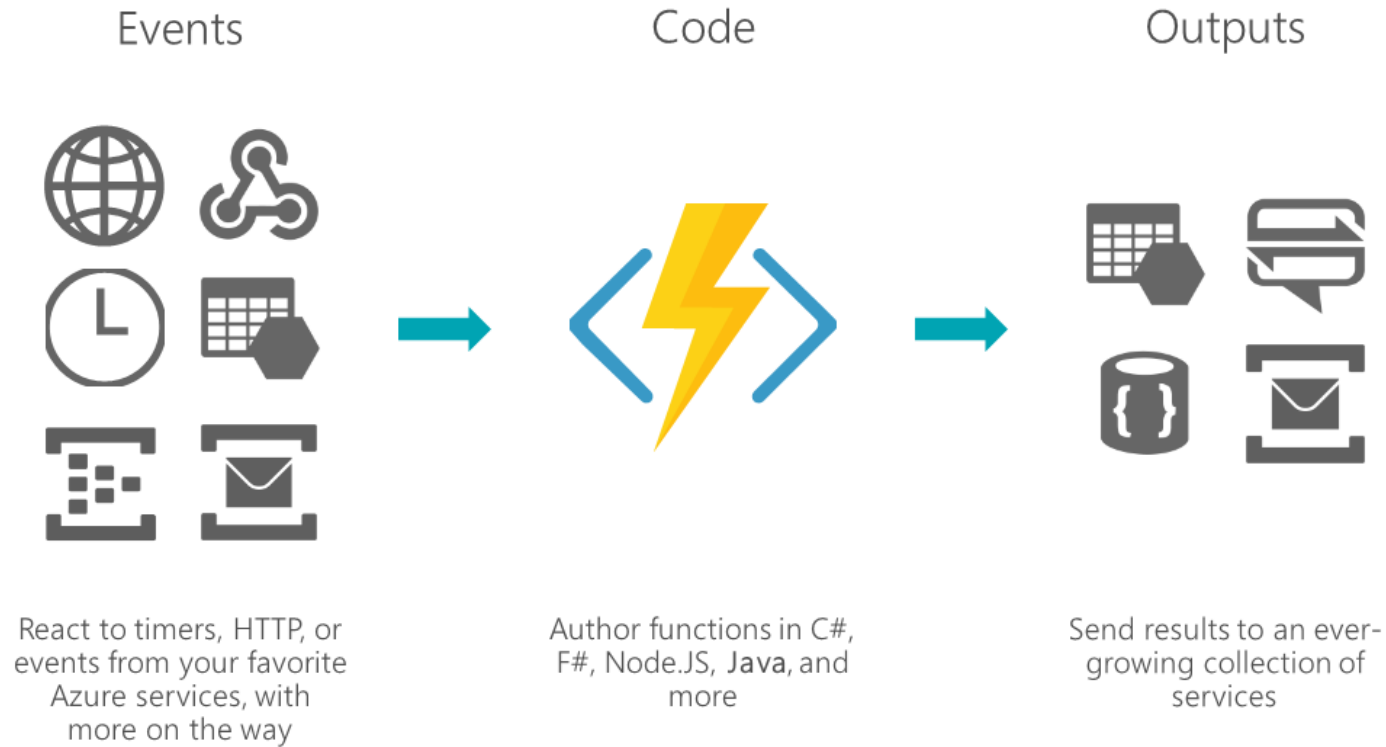 Events
Code
Outputs
React to timers, HTTP, or
events from your favorite
Azure services, with
more on the way
Author functions in C#,
F#, Node.JS, Java, and
more
Send results to an ever-
growing collection of
services